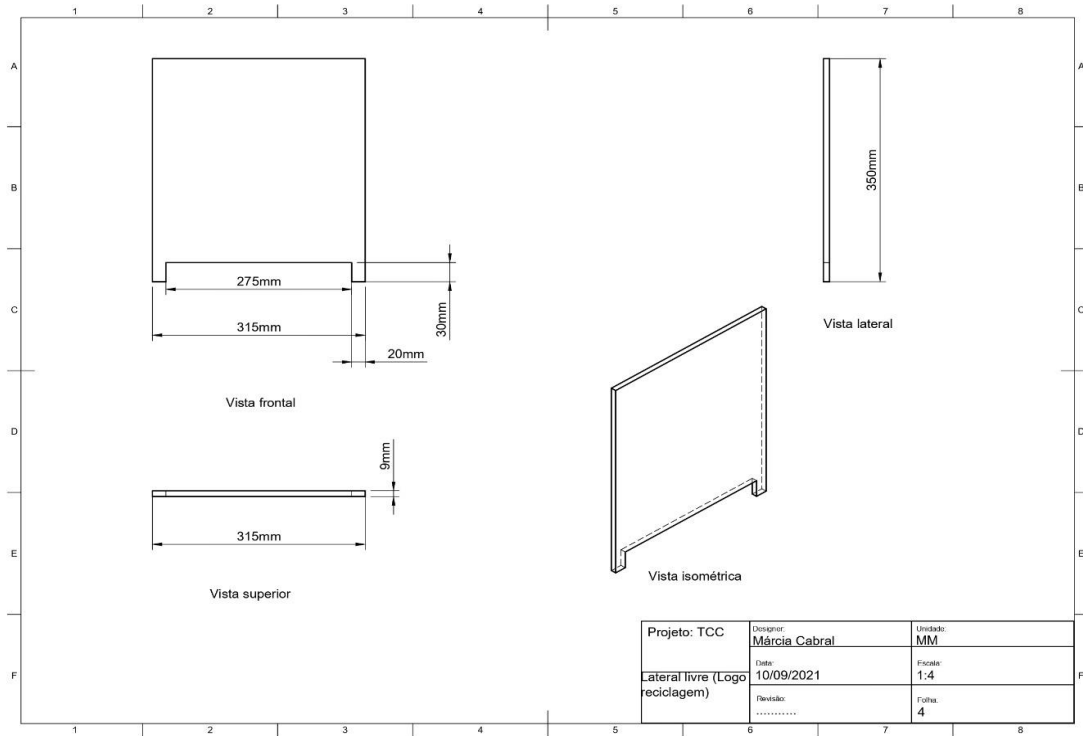 1 2 3 4 5 6 7 8
A A
B B
C C
D D
E E
F F
275mm
315mm
30mm
20mm
Vista frontal
350mm
Vista lateral
9mm
315mm
Vista superior
Vista isométrica
Projeto: TCC
Designer:
Márcia Cabral
Unidade:
MM
Lateral livre (Logo
reciclagem)
Data:
10/09/2021
Escala:
1:4
Revisão:
...........
Folha:
4
1 2 3 4 5 6 7 8